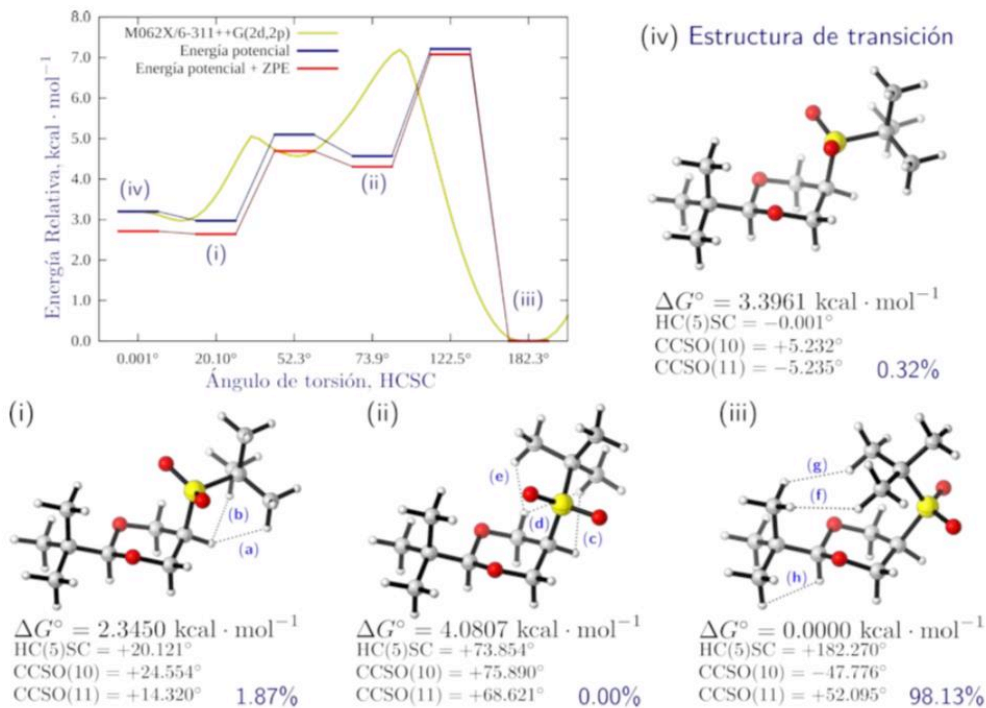 M062X/6-311++G(2d,2p)
Energía potencial
Energía potencial + ZPE
Energía Relativa, kcal · mol⁻¹
8.0
7.0
6.0
5.0
4.0
3.0
2.0
1.0
0.0
(iv)
(i)
(ii)
(iii)
0.001° 20.10° 52.3° 73.9° 122.5° 182.3°
Ángulo de torsión, HCSC
(iv) Estructura de transición
ΔG° = 3.3961 kcal · mol⁻¹
HC(5)SC = −0.001°
CCSO(10) = +5.232°
CCSO(11) = −5.235°
0.32%
(i)
(b)
(a)
ΔG° = 2.3450 kcal · mol⁻¹
HC(5)SC = +20.121°
CCSO(10) = +24.554°
CCSO(11) = +14.320°
1.87%
(ii)
(e)
(d)
(c)
ΔG° = 4.0807 kcal · mol⁻¹
HC(5)SC = +73.854°
CCSO(10) = +75.890°
CCSO(11) = +68.621°
0.00%
(iii)
(g)
(f)
(h)
ΔG° = 0.0000 kcal · mol⁻¹
HC(5)SC = +182.270°
CCSO(10) = −47.776°
CCSO(11) = +52.095°
98.13%